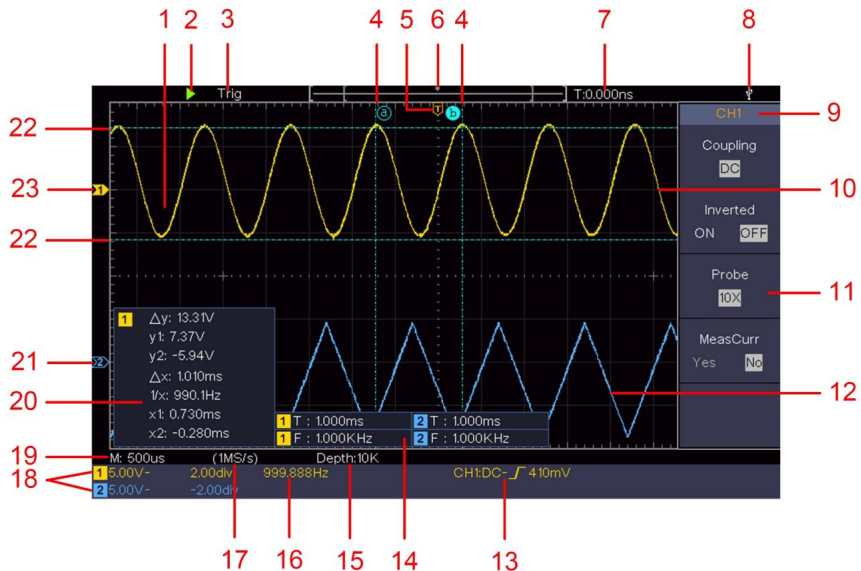 1 2 3 4 5 6 4 7 8
Trig T:0.000ns
a T b
CH1 9
Coupling
DC
22
23 1 10
Inverted
ON OFF
22
Probe
10X 11
MeasCurr
Yes No
21 2
12
1 Δy: 13.31V
y1: 7.37V
y2: -5.94V
Δx: 1.010ms
20 1/x: 990.1Hz
x1: 0.730ms
x2: -0.280ms
1 T : 1.000ms 2 T : 1.000ms
1 F : 1.000KHz 2 F : 1.000KHz
19 M: 500us (1MS/s) Depth:10K
18 1 5.00V~ 2.00div 999.888Hz CH1:DC- 410mV
2 5.00V~ -2.00div
17 16 15 14 13